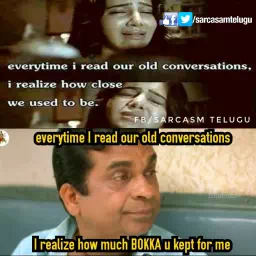 /sarcasamtelugu
everytime i read our old conversations,
i realize how close
we used to be.
FB/SARCASM TELUGU
everytime I read our old conversations
I realize how much BOKKA u kept for me